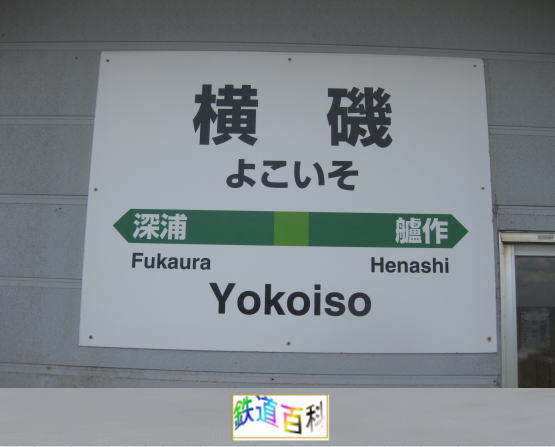 横磯
よこいそ
深浦 艫作
Fukaura Henashi
Yokoiso
鉄道百科